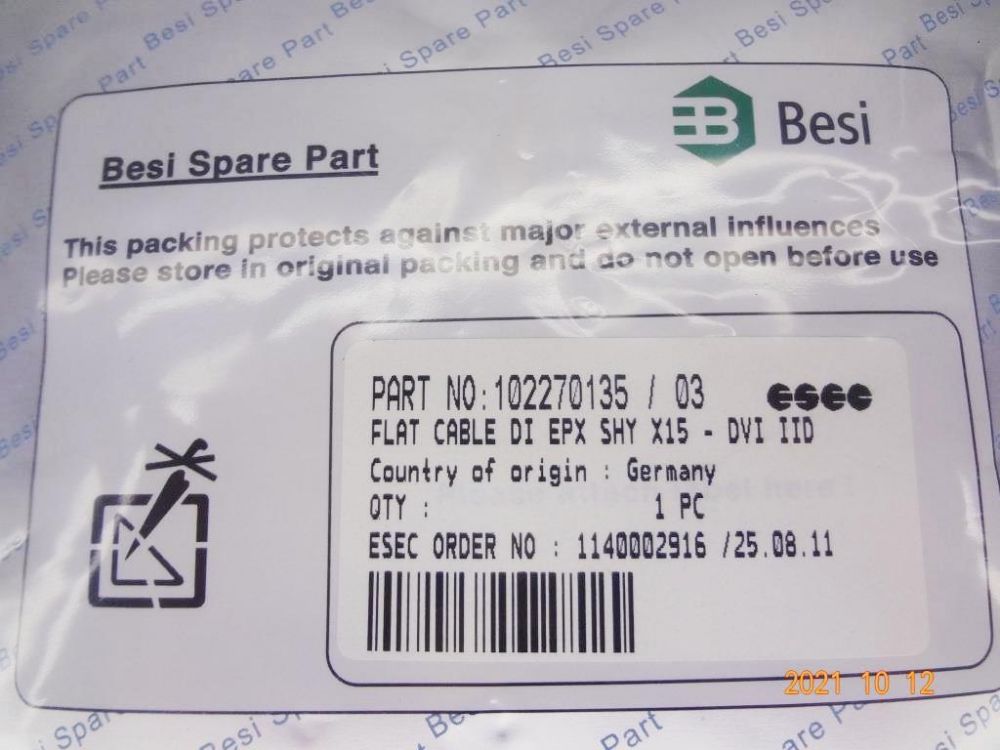 Besi Spare Part
Besi
This packing protects against major external influences
Please store in original packing and do not open before use
PART NO:102270135 / 03 esec
FLAT CABLE DI EPX SHY X15 - DVI IID
Country of origin : Germany
QTY : 1 PC
ESEC ORDER NO : 1140002916 /25.08.11
2021 10 12